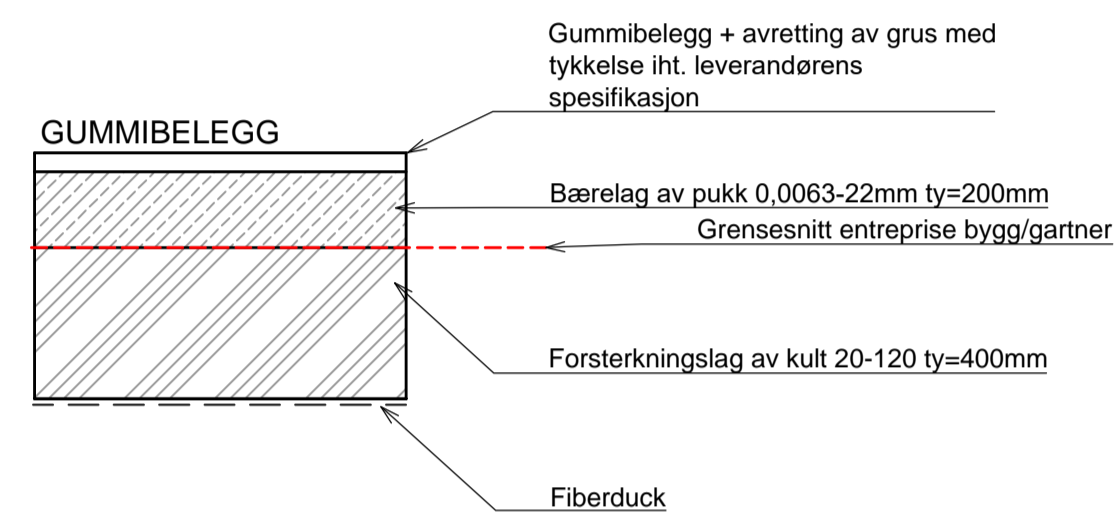 Gummibelegg + avretting av grus med
tykkelse iht. leverandørens
spesifikasjon
GUMMIBELEGG
Bærelag av pukk 0,0063-22mm ty=200mm
Grensesnitt entreprise bygg/gartner
Forsterkningslag av kult 20-120 ty=400mm
Fiberduck